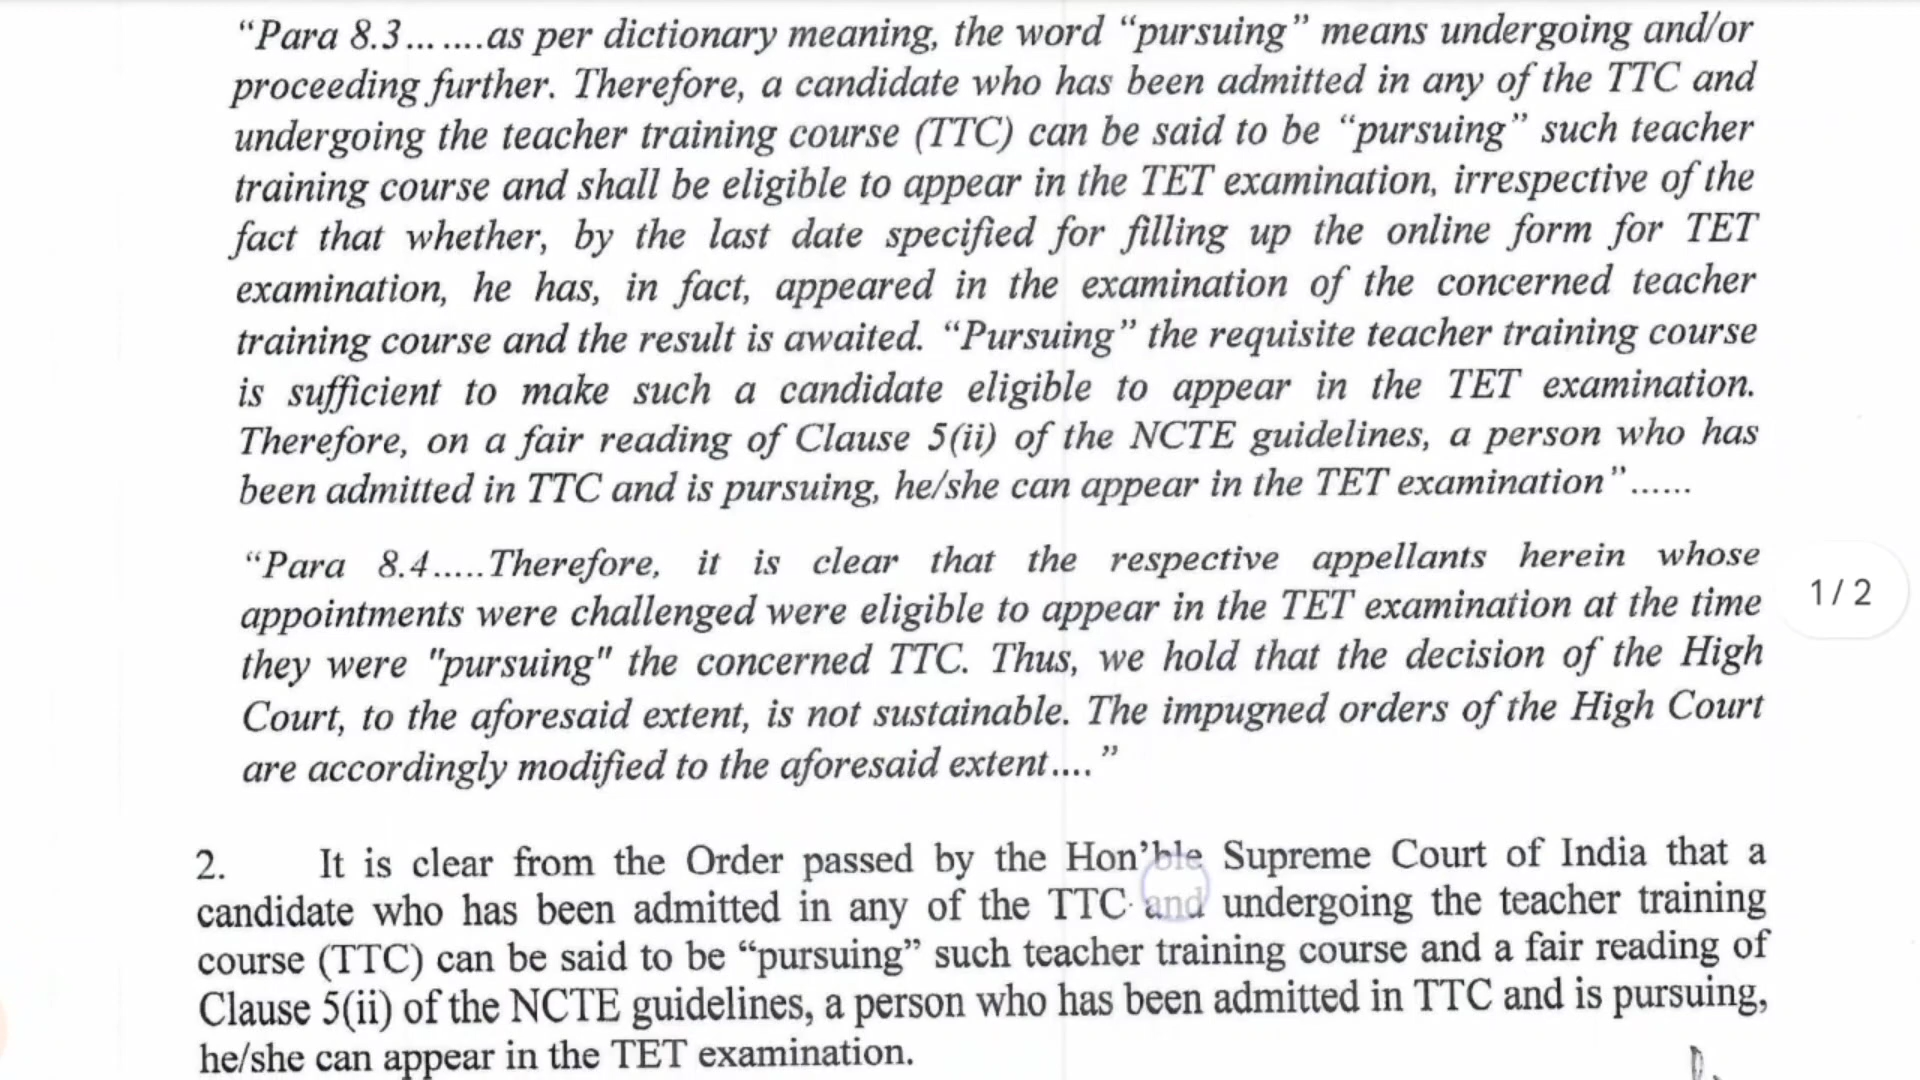 “Para 8.3.......as per dictionary meaning, the word “pursuing” means undergoing and/or
proceeding further. Therefore, a candidate who has been admitted in any of the TTC and
undergoing the teacher training course (TTC) can be said to be “pursuing” such teacher
training course and shall be eligible to appear in the TET examination, irrespective of the
fact that whether, by the last date specified for filling up the online form for TET
examination, he has, in fact, appeared in the examination of the concerned teacher
training course and the result is awaited. “Pursuing” the requisite teacher training course
is sufficient to make such a candidate eligible to appear in the TET examination.
Therefore, on a fair reading of Clause 5(ii) of the NCTE guidelines, a person who has
been admitted in TTC and is pursuing, he/she can appear in the TET examination”......
“Para 8.4.....Therefore, it is clear that the respective appellants herein whose
appointments were challenged were eligible to appear in the TET examination at the time
they were "pursuing" the concerned TTC. Thus, we hold that the decision of the High
Court, to the aforesaid extent, is not sustainable. The impugned orders of the High Court
are accordingly modified to the aforesaid extent....”
1/2
2. It is clear from the Order passed by the Hon’ble Supreme Court of India that a
candidate who has been admitted in any of the TTC and undergoing the teacher training
course (TTC) can be said to be “pursuing” such teacher training course and a fair reading of
Clause 5(ii) of the NCTE guidelines, a person who has been admitted in TTC and is pursuing,
he/she can appear in the TET examination.